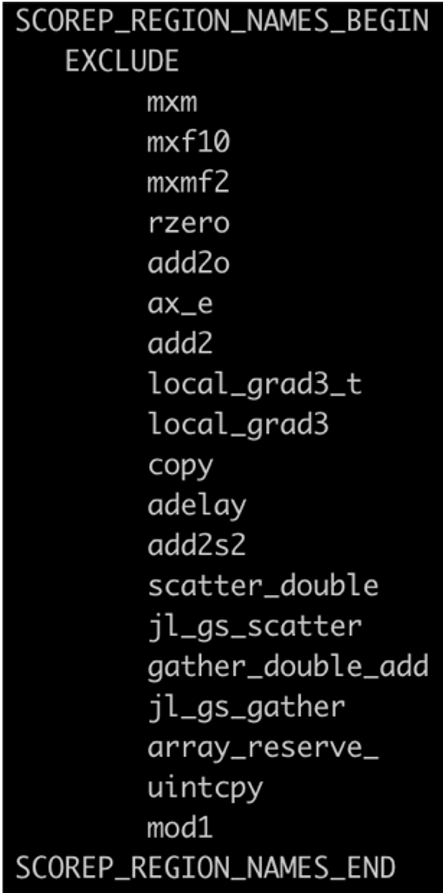 SCOREP_REGION_NAMES_BEGIN
EXCLUDE
mxm
mxf10
mxmf2
rzero
add2o
ax_e
add2
local_grad3_t
local_grad3
copy
adelay
add2s2
scatter_double
jl_gs_scatter
gather_double_add
jl_gs_gather
array_reserve_
uintcpy
mod1
SCOREP_REGION_NAMES_END